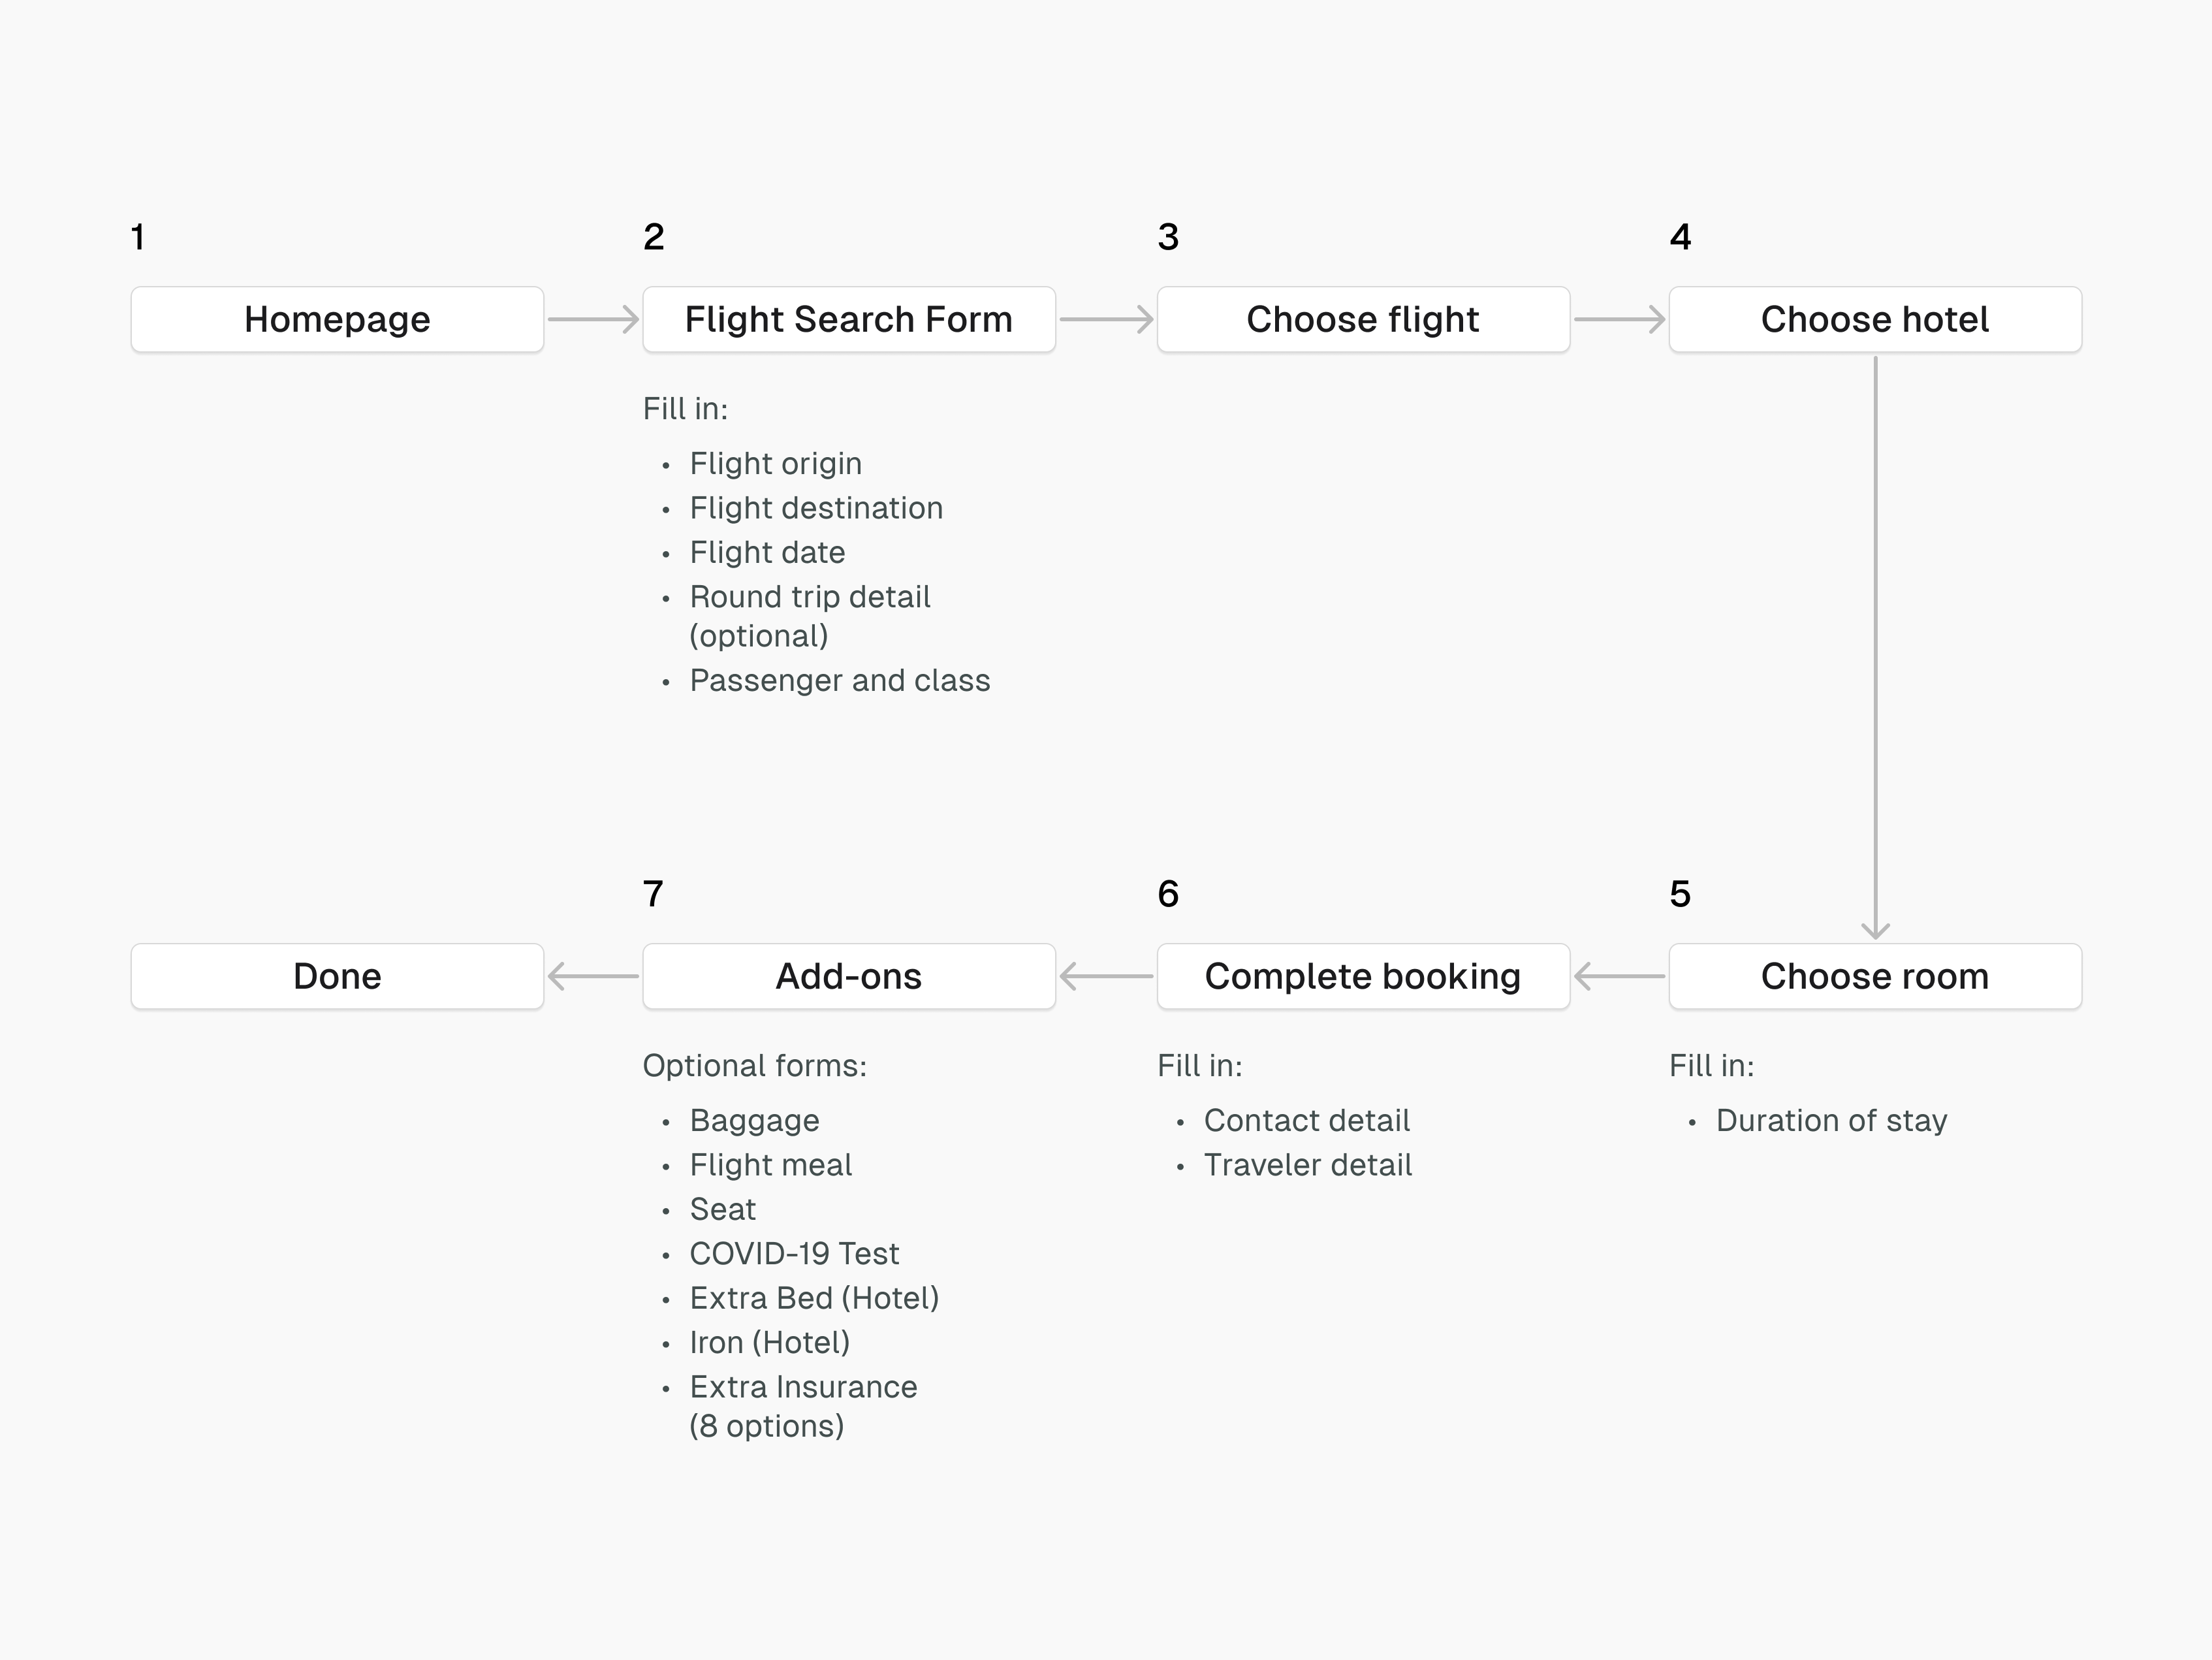 1
Homepage
2
Flight Search Form
Fill in:
• Flight origin
• Flight destination
• Flight date
• Round trip detail
(optional)
• Passenger and class
3
Choose flight
4
Choose hotel
5
Choose room
Fill in:
• Duration of stay
6
Complete booking
Fill in:
• Contact detail
• Traveler detail
7
Add-ons
Optional forms:
• Baggage
• Flight meal
• Seat
• COVID-19 Test
• Extra Bed (Hotel)
• Iron (Hotel)
• Extra Insurance
(8 options)
Done